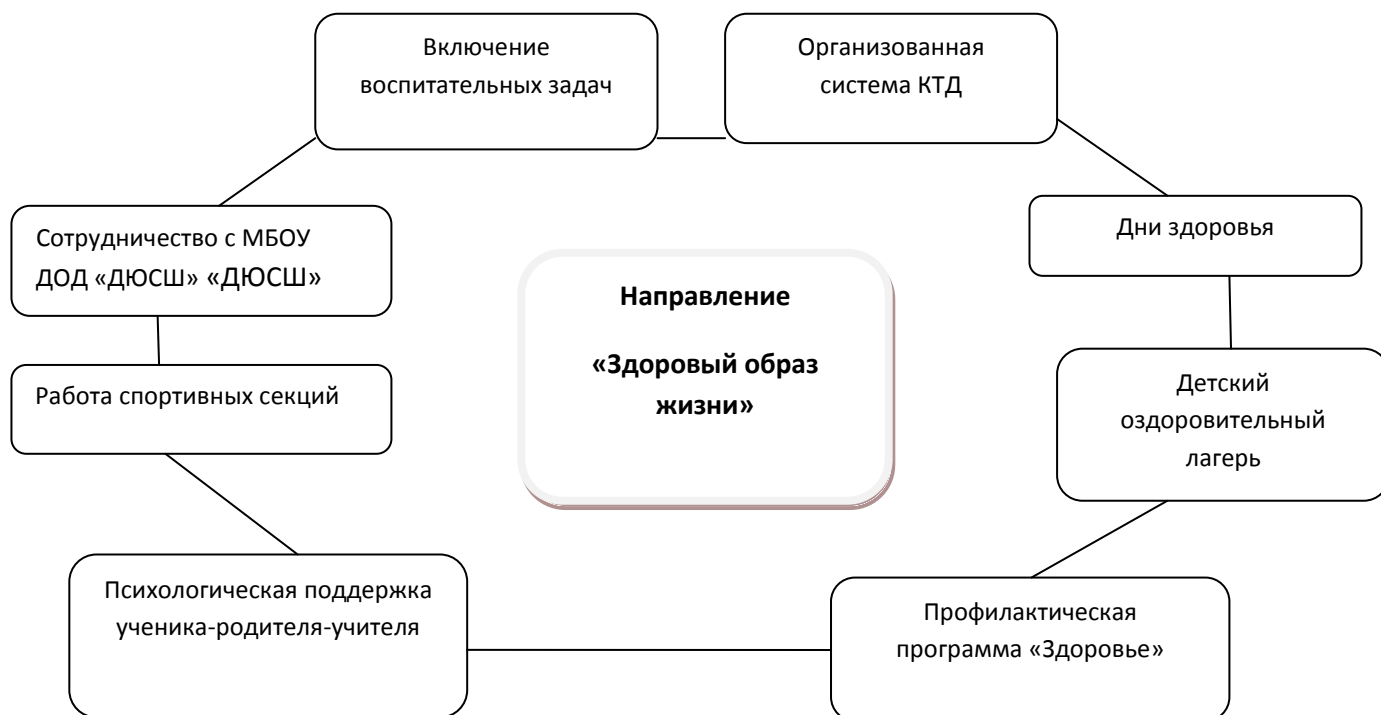 Включение
воспитательных задач
Организованная
система КТД
Сотрудничество с МБОУ
ДОД «ДЮСШ» «ДЮСШ»
Дни здоровья
Направление
«Здоровый образ
жизни»
Работа спортивных секций
Детский
оздоровительный
лагерь
Психологическая поддержка
ученика-родителя-учителя
Профилактическая
программа «Здоровье»